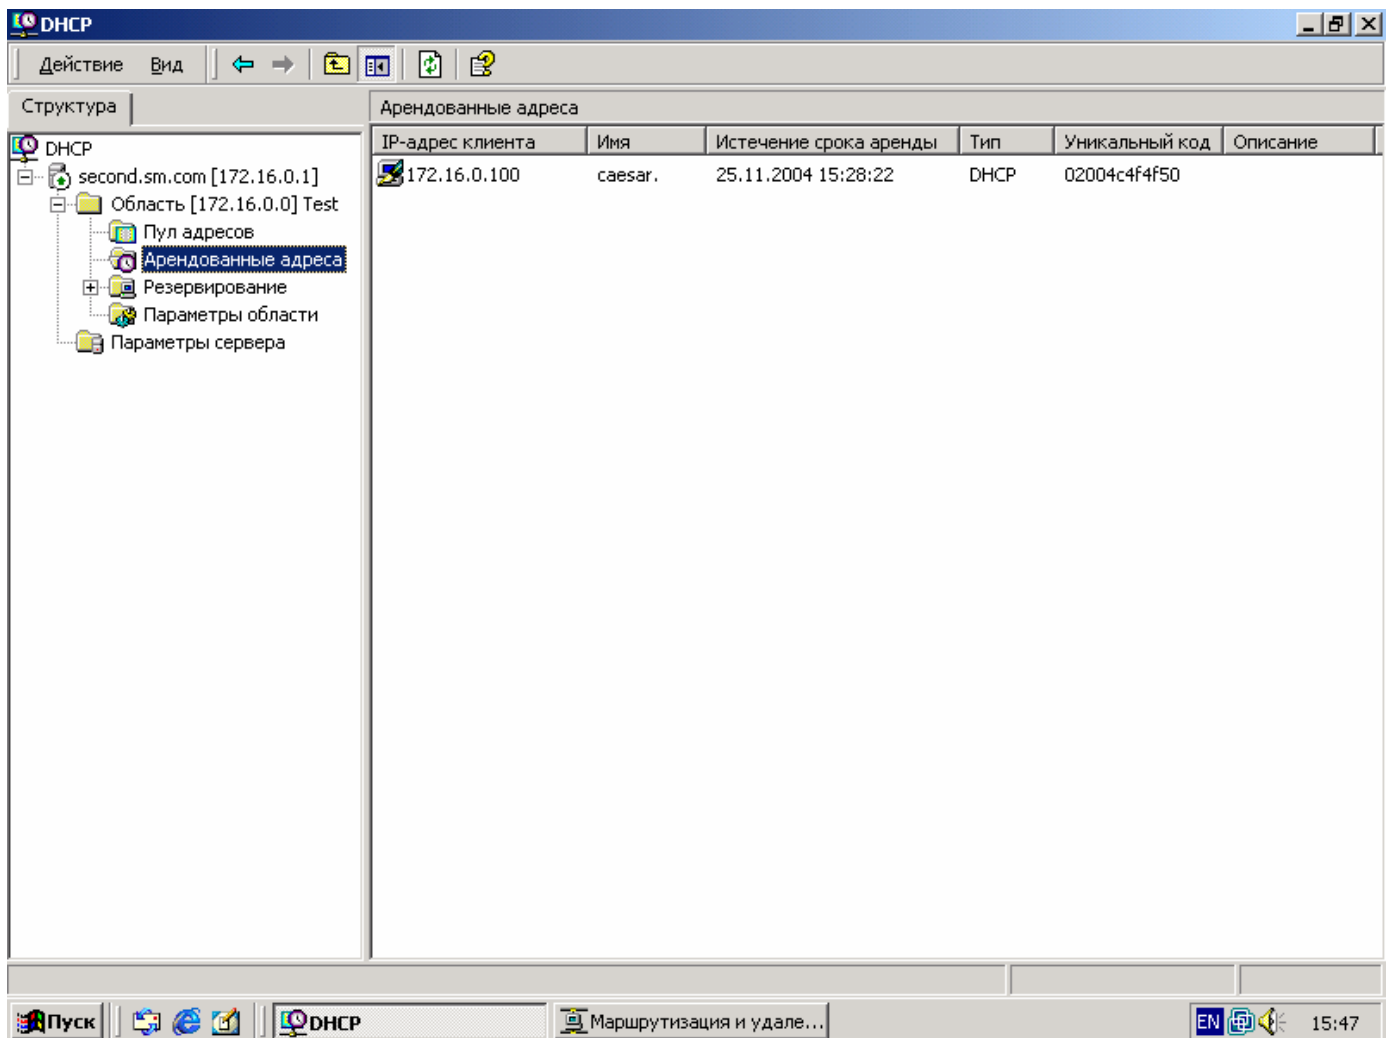 DHCP
Действие Вид
Структура
Арендованные адреса
DHCP
second.sm.com [172.16.0.1]
Область [172.16.0.0] Test
Пул адресов
Арендованные адреса
Резервирование
Параметры области
Параметры сервера
IP-адрес клиента Имя Истечение срока аренды Тип Уникальный код Описание
172.16.0.100 caesar. 25.11.2004 15:28:22 DHCP 02004c4f4f50
Пуск DHCP Маршрутизация и удале... EN 15:47